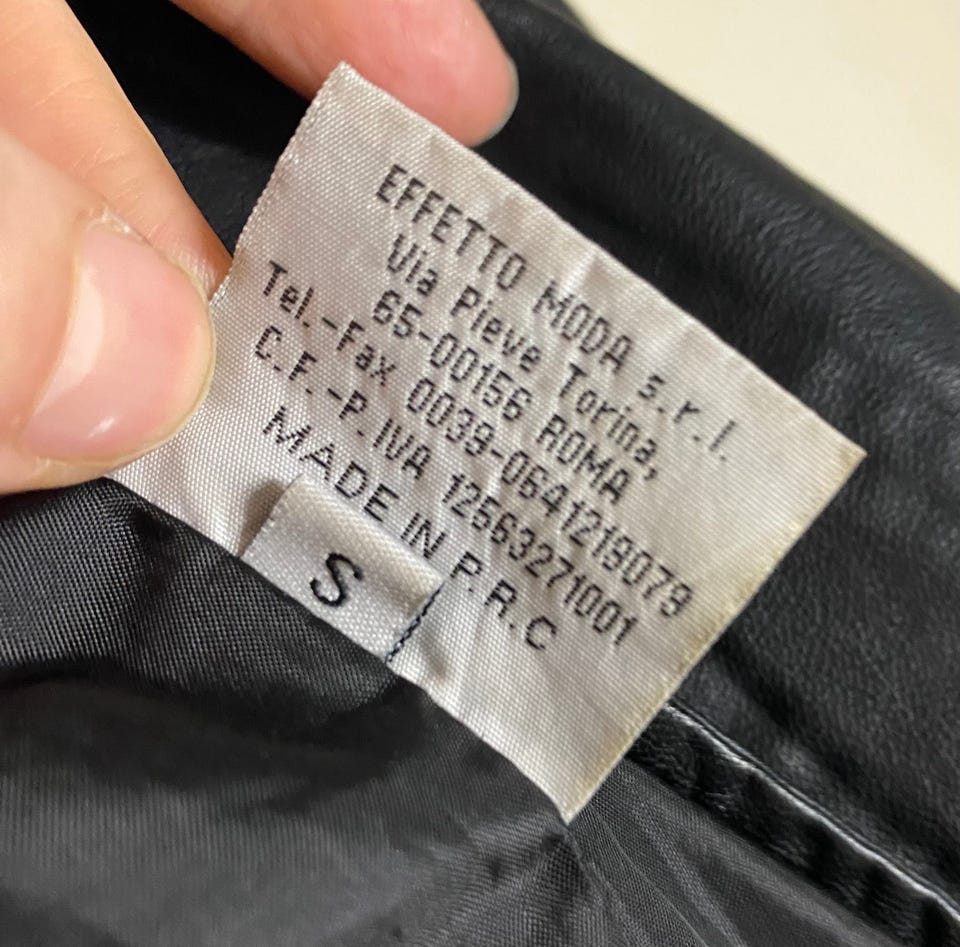 EFFETTO MODA s.r.l.
Via Pieve Torina,
65-00156 ROMA
Tel.-Fax 0039-0641219079
C.F.-P.IVA 12563271001
MADE IN P.R.C
S